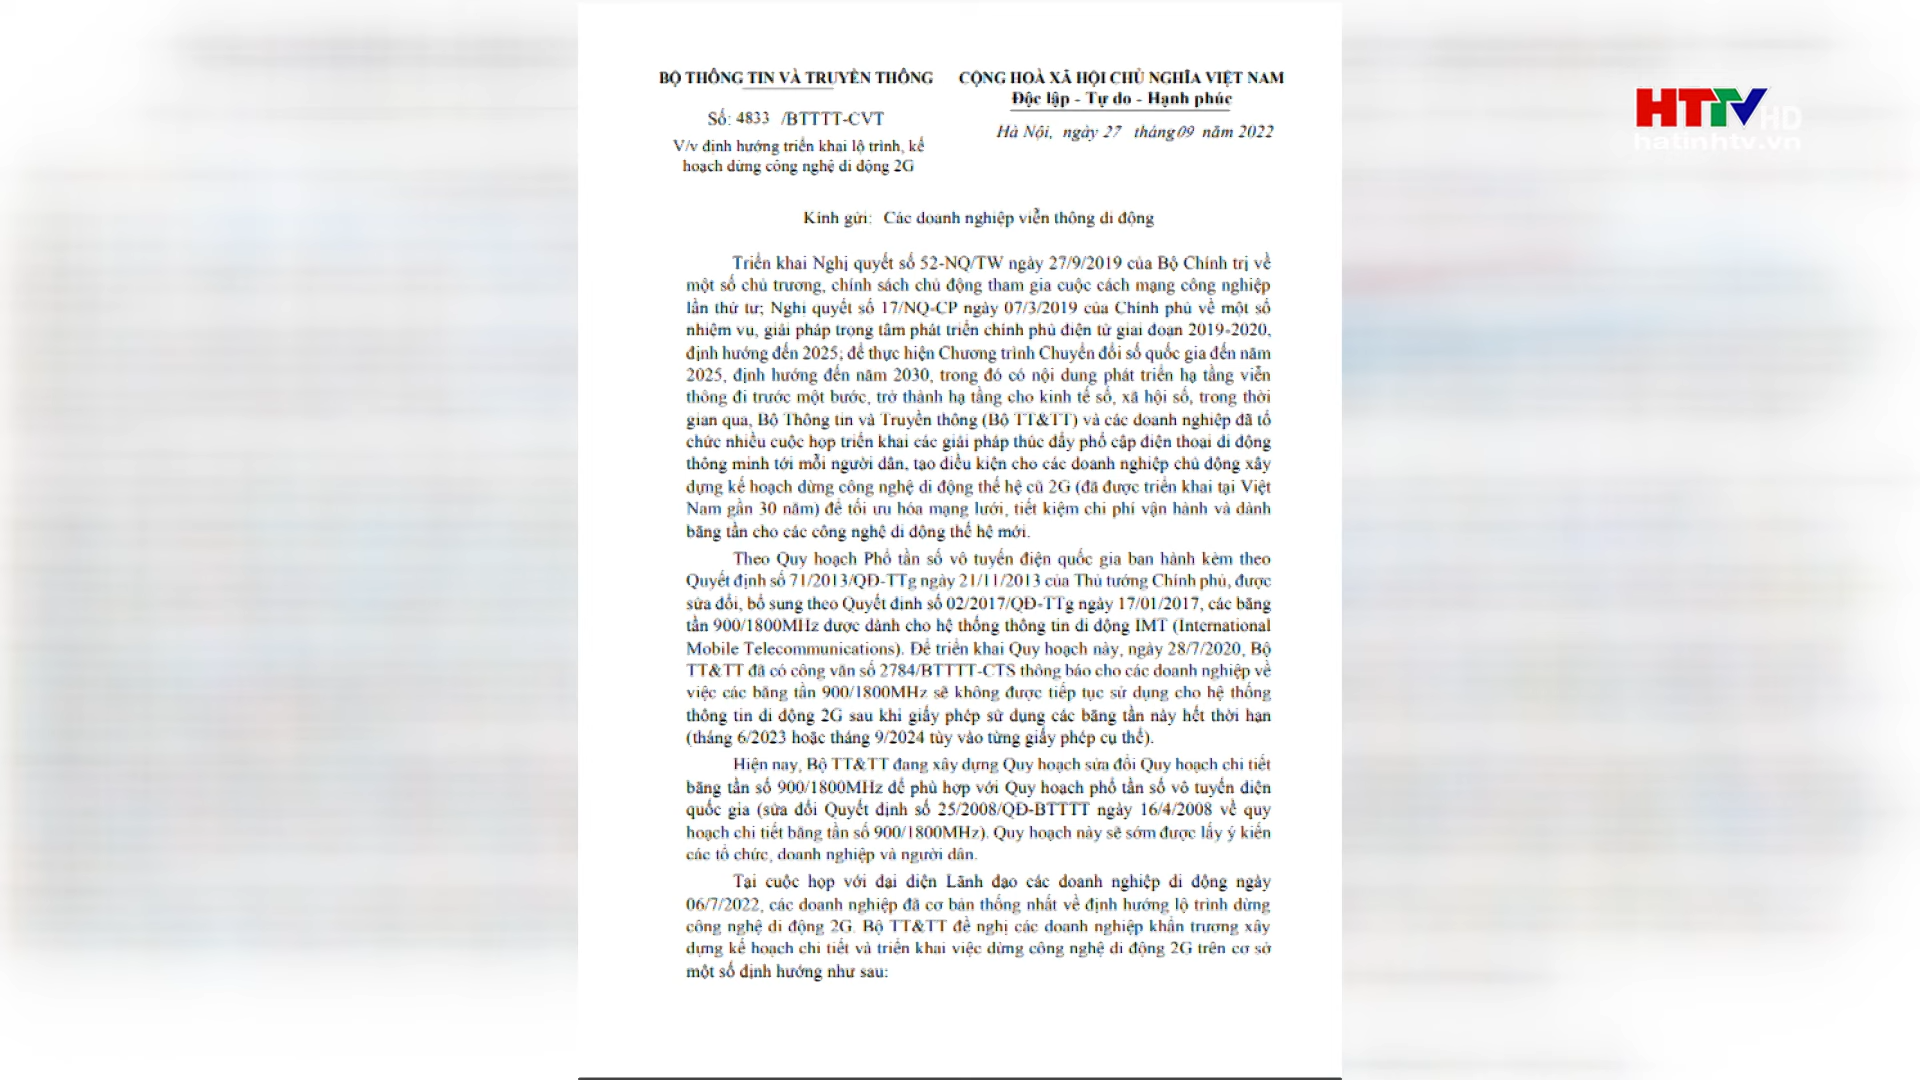 BỘ THÔNG TIN VÀ TRUYỀN THÔNG
Số: 4833 /BTTTT-CVT
V/v định hướng triển khai lộ trình, kế
hoạch dừng công nghệ di động 2G
CỘNG HOÀ XÃ HỘI CHỦ NGHĨA VIỆT NAM
Độc lập - Tự do - Hạnh phúc
Hà Nội, ngày 27 tháng 09 năm 2022
HTTV HD
hatinhtv.vn
Kính gửi: Các doanh nghiệp viễn thông di động
Triển khai Nghị quyết số 52-NQ/TW ngày 27/9/2019 của Bộ Chính trị về
một số chủ trương, chính sách chủ động tham gia cuộc cách mạng công nghiệp
lần thứ tư; Nghị quyết số 17/NQ-CP ngày 07/3/2019 của Chính phủ về một số
nhiệm vụ, giải pháp trọng tâm phát triển chính phủ điện tử giai đoạn 2019-2020,
định hướng đến 2025; để thực hiện Chương trình Chuyển đổi số quốc gia đến năm
2025, định hướng đến năm 2030, trong đó có nội dung phát triển hạ tầng viễn
thông đi trước một bước, trở thành hạ tầng cho kinh tế số, xã hội số, trong thời
gian qua, Bộ Thông tin và Truyền thông (Bộ TT&TT) và các doanh nghiệp đã tổ
chức nhiều cuộc họp triển khai các giải pháp thúc đẩy phổ cập điện thoại di động
thông minh tới mỗi người dân, tạo điều kiện cho các doanh nghiệp chủ động xây
dựng kế hoạch dừng công nghệ di động thế hệ cũ 2G (đã được triển khai tại Việt
Nam gần 30 năm) để tối ưu hóa mạng lưới, tiết kiệm chi phí vận hành và dành
băng tần cho các công nghệ di động thế hệ mới.
Theo Quy hoạch Phổ tần số vô tuyến điện quốc gia ban hành kèm theo
Quyết định số 71/2013/QĐ-TTg ngày 21/11/2013 của Thủ tướng Chính phủ, được
sửa đổi, bổ sung theo Quyết định số 02/2017/QĐ-TTg ngày 17/01/2017, các băng
tần 900/1800MHz được dành cho hệ thống thông tin di động IMT (International
Mobile Telecommunications). Để triển khai Quy hoạch này, ngày 28/7/2020, Bộ
TT&TT đã có công văn số 2784/BTTTT-CTS thông báo cho các doanh nghiệp về
việc các băng tần 900/1800MHz sẽ không được tiếp tục sử dụng cho hệ thống
thông tin di động 2G sau khi giấy phép sử dụng các băng tần này hết thời hạn
(tháng 6/2023 hoặc tháng 9/2024 tùy vào từng giấy phép cụ thể).
Hiện nay, Bộ TT&TT đang xây dựng Quy hoạch sửa đổi Quy hoạch chi tiết
băng tần số 900/1800MHz để phù hợp với Quy hoạch phổ tần số vô tuyến điện
quốc gia (sửa đổi Quyết định số 25/2008/QĐ-BTTTT ngày 16/4/2008 về quy
hoạch chi tiết băng tần số 900/1800MHz). Quy hoạch này sẽ sớm được lấy ý kiến
các tổ chức, doanh nghiệp và người dân.
Tại cuộc họp với đại diện Lãnh đạo các doanh nghiệp di động ngày
06/7/2022, các doanh nghiệp đã cơ bản thống nhất về định hướng lộ trình dừng
công nghệ di động 2G. Bộ TT&TT đề nghị các doanh nghiệp khẩn trương xây
dựng kế hoạch chi tiết và triển khai việc dừng công nghệ di động 2G trên cơ sở
một số định hướng như sau: